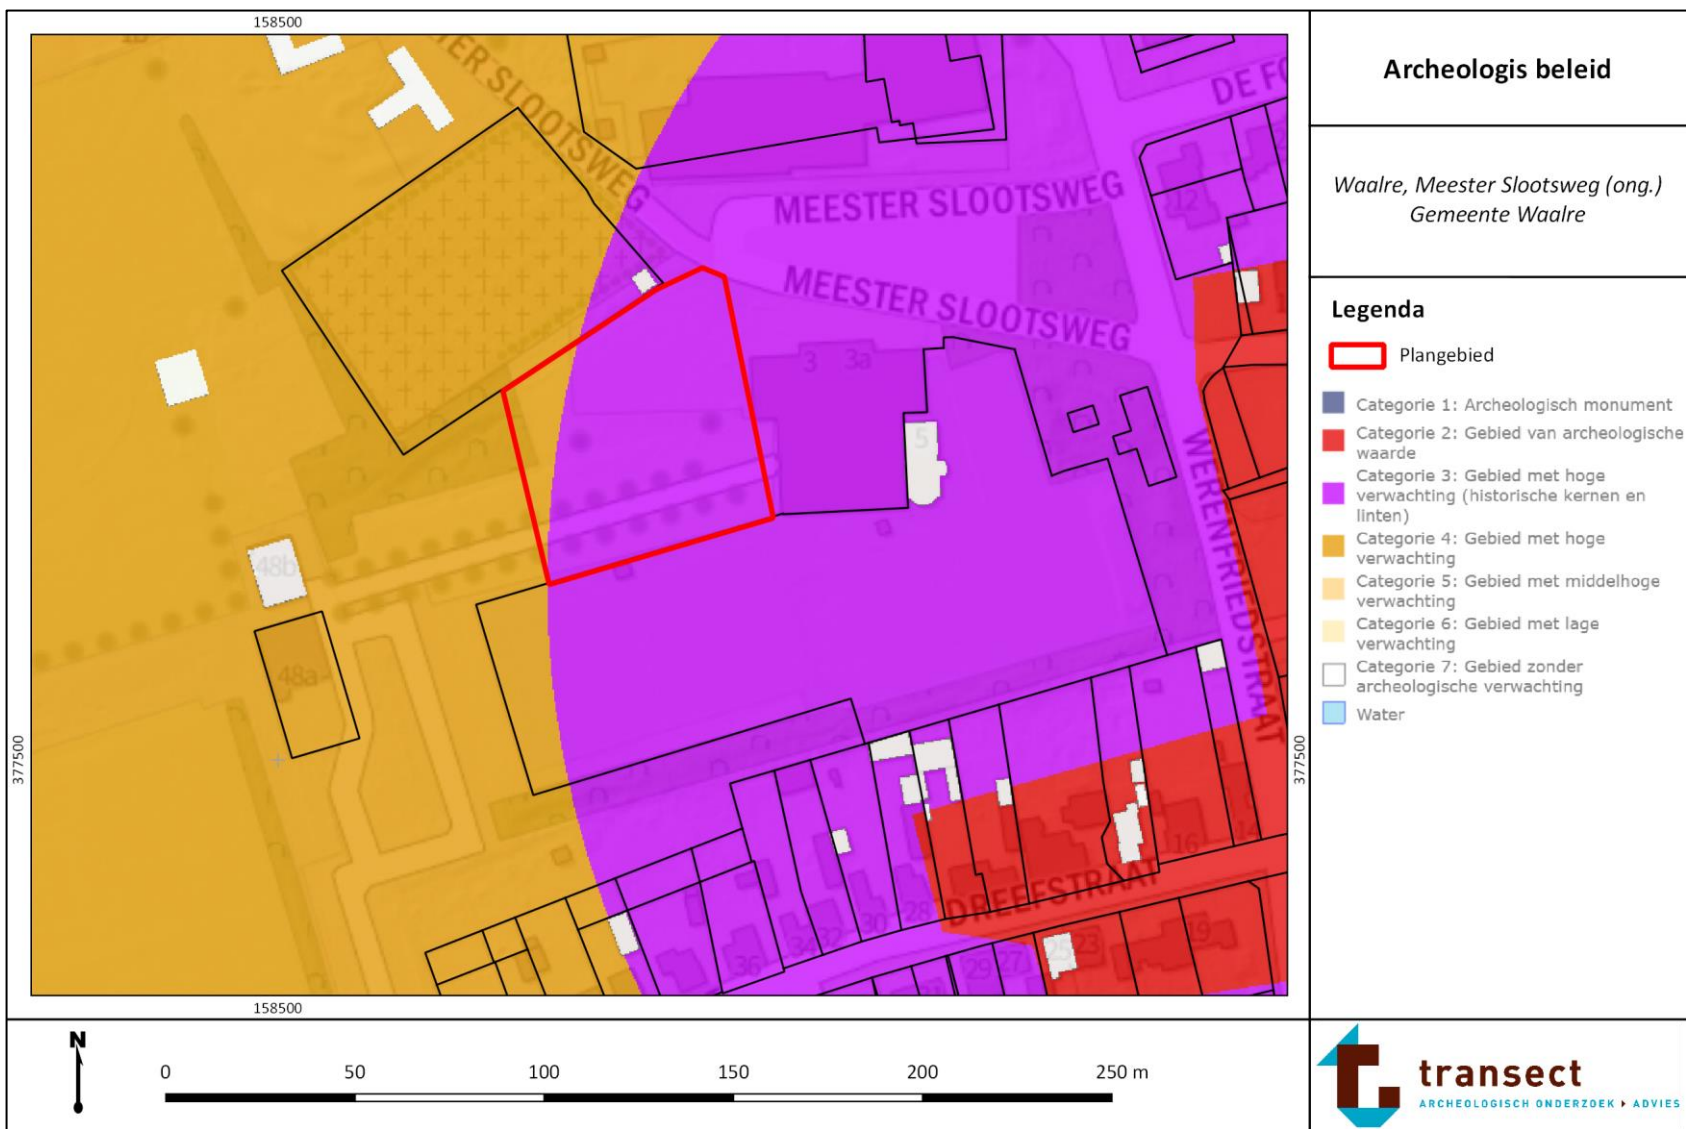 158500
TER SLOOTSWEG
DE FO
MEESTER SLOOTSWEG
MEESTER SLOOTSWEG
12
3
3a
5
WERENFRIEDSTRAAT
48b
48a
377500
377500
16
14
DREEFSTRAAT
28
30
32
34
36
19
23
25
27
29
158500
Archeologis beleid
Waalre, Meester Slootsweg (ong.)
Gemeente Waalre
Legenda
Plangebied
Categorie 1: Archeologisch monument
Categorie 2: Gebied van archeologische
waarde
Categorie 3: Gebied met hoge
verwachting (historische kernen en
linten)
Categorie 4: Gebied met hoge
verwachting
Categorie 5: Gebied met middelhoge
verwachting
Categorie 6: Gebied met lage
verwachting
Categorie 7: Gebied zonder
archeologische verwachting
Water
N
0 50 100 150 200 250 m
transect
ARCHEOLOGISCH ONDERZOEK ▸ ADVIES